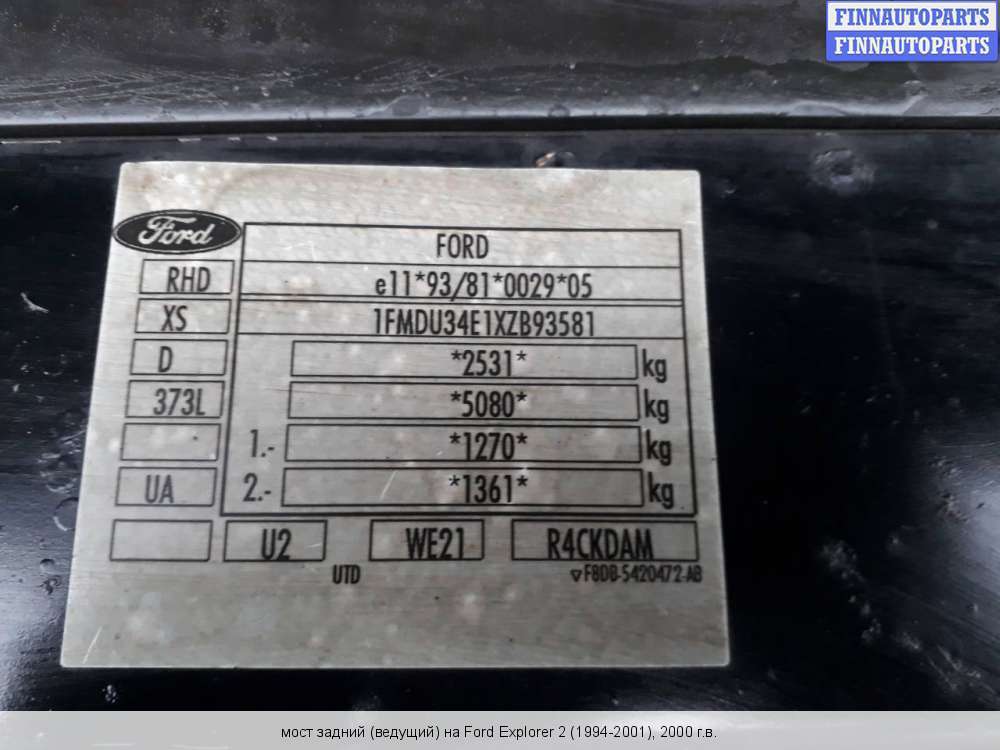 FINNAUTOPARTS
FINNAUTOPARTS
Ford
FORD
RHD
e11*93/81*0029*05
XS
1FMDU34E1XZB93581
D
*2531* kg
373L
*5080* kg
1.- *1270* kg
UA
2.- *1361* kg
U2
WE21
R4CKDAM
UTD
▽F8DB-5420472-AB
мост задний (ведущий) на Ford Explorer 2 (1994-2001), 2000 г.в.